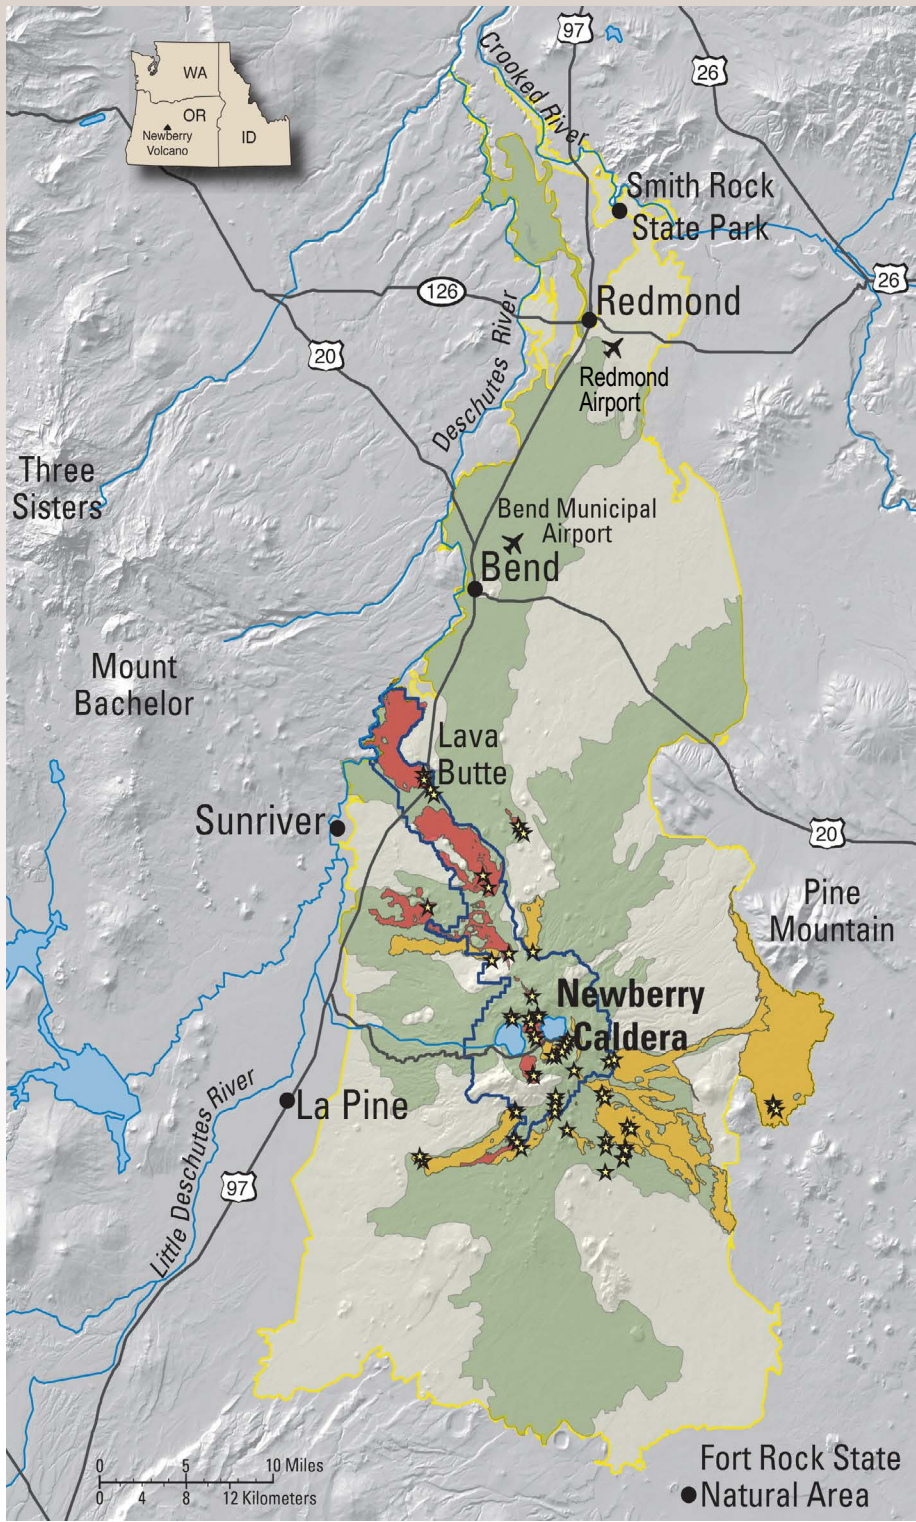 97
Crooked River
26
WA
OR
Newberry
Volcano
ID
Smith Rock
State Park
26
126
Redmond
20
Deschutes River
Redmond
Airport
Three
Sisters
Bend Municipal
Airport
Bend
Mount
Bachelor
Lava
Butte
Sunriver
20
Pine
Mountain
Newberry
Caldera
La Pine
Little Deschutes River
97
0 5 10 Miles
0 4 8 12 Kilometers
Fort Rock State
Natural Area